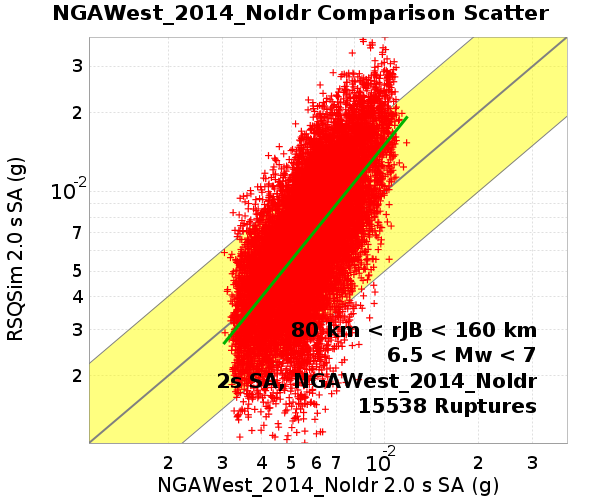 NGAWest_2014_NoIdr Comparison Scatter
RSQSim 2.0 s SA (g)
3
2
10-2
7
5
4
3
2
80 km < rJB < 160 km
6.5 < Mw < 7
2s SA, NGAWest_2014_NoIdr
15538 Ruptures
2 3 4 5 6 7 10-2 2 3
NGAWest_2014_NoIdr 2.0 s SA (g)